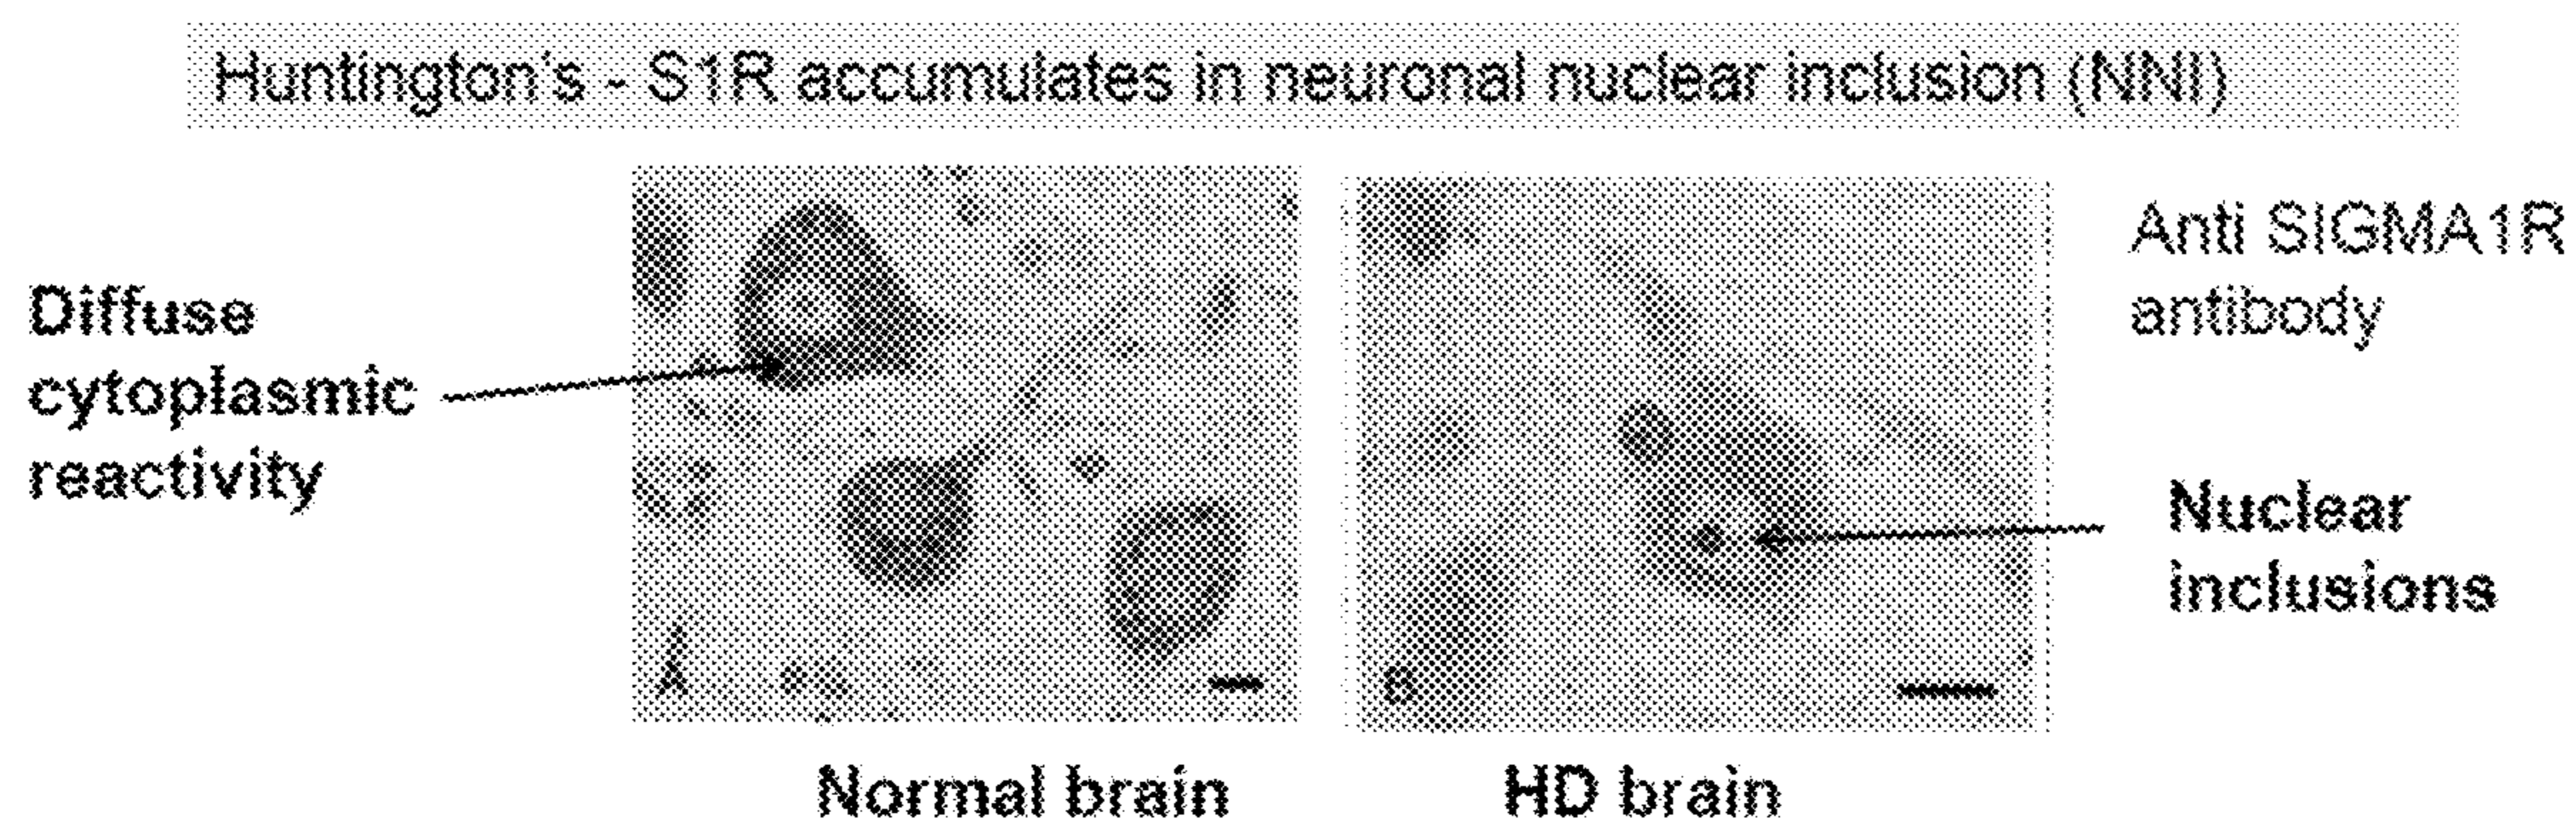 Huntington's - S1R accumulates in neuronal nuclear inclusion (NNI)
Diffuse
cytoplasmic
reactivity
A
B
Anti SIGMA1R
antibody
Nuclear
inclusions
Normal brain
HD brain